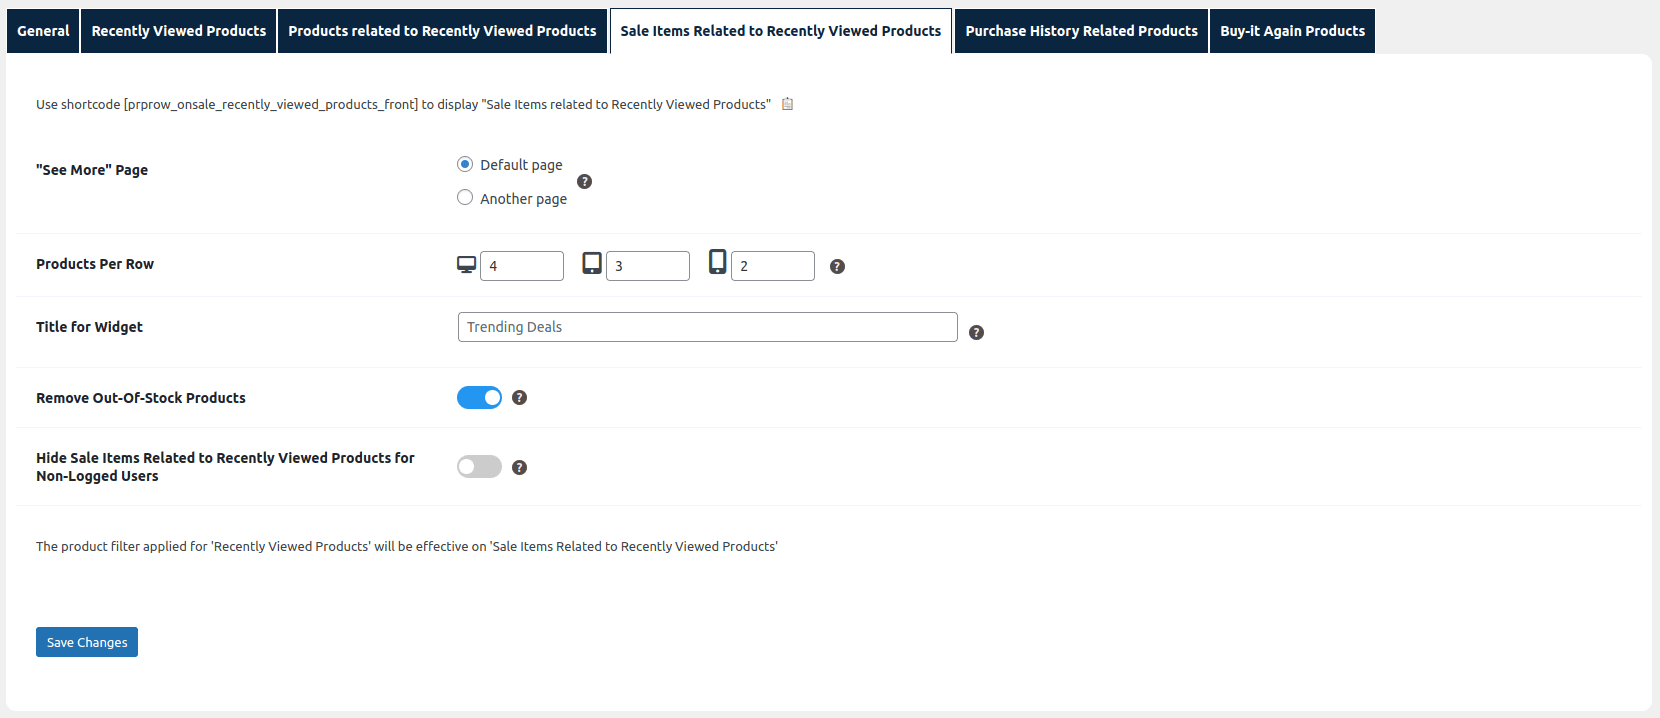 General Recently Viewed Products Products related to Recently Viewed Products Sale Items Related to Recently Viewed Products Purchase History Related Products Buy-it Again Products
Use shortcode [prprow_onsale_recently_viewed_products_front] to display "Sale Items related to Recently Viewed Products"
"See More" Page
Default page
Another page
?
Products Per Row 4 3 2 ?
Title for Widget Trending Deals ?
Remove Out-Of-Stock Products ?
Hide Sale Items Related to Recently Viewed Products for
Non-Logged Users
?
The product filter applied for 'Recently Viewed Products' will be effective on 'Sale Items Related to Recently Viewed Products'
Save Changes